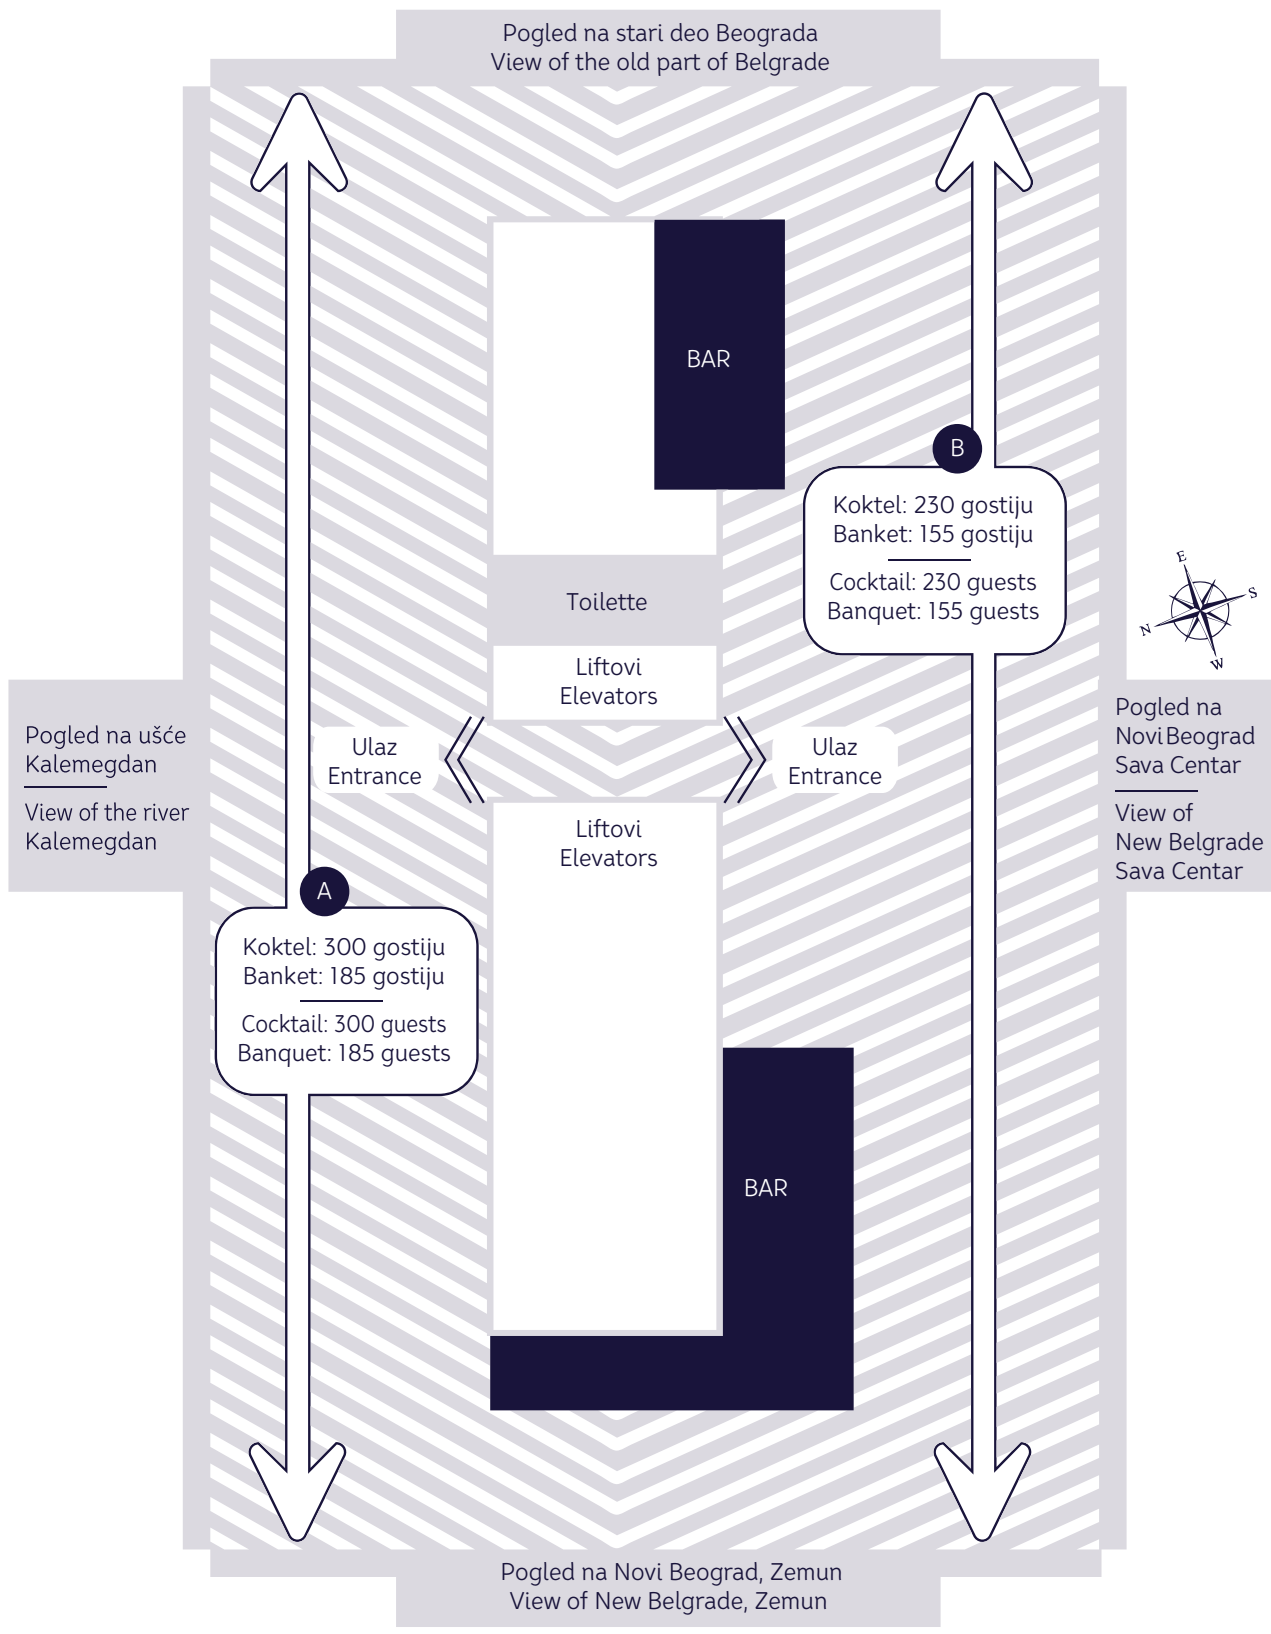 Pogled na stari deo Beograda
View of the old part of Belgrade
BAR
B
Koktel: 230 gostiju
Banket: 155 gostiju
Cocktail: 230 guests
Banquet: 155 guests
E
S
N
W
Toilette
Liftovi
Elevators
Pogled na ušće
Kalemegdan
View of the river
Kalemegdan
Ulaz
Entrance
Ulaz
Entrance
Pogled na
Novi Beograd
Sava Centar
View of
New Belgrade
Sava Centar
Liftovi
Elevators
A
Koktel: 300 gostiju
Banket: 185 gostiju
Cocktail: 300 guests
Banquet: 185 guests
BAR
Pogled na Novi Beograd, Zemun
View of New Belgrade, Zemun